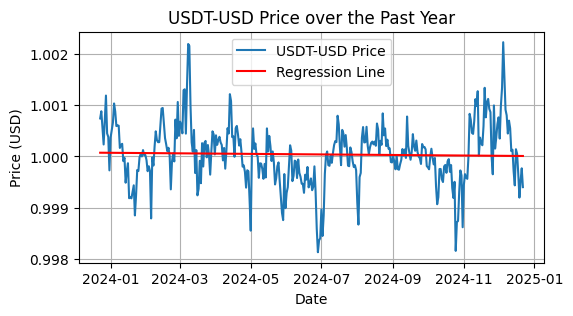 USDT-USD Price over the Past Year
USDT-USD Price
Regression Line
Price (USD)
1.002
1.001
1.000
0.999
0.998
2024-01
2024-03
2024-05
2024-07
2024-09
2024-11
2025-01
Date